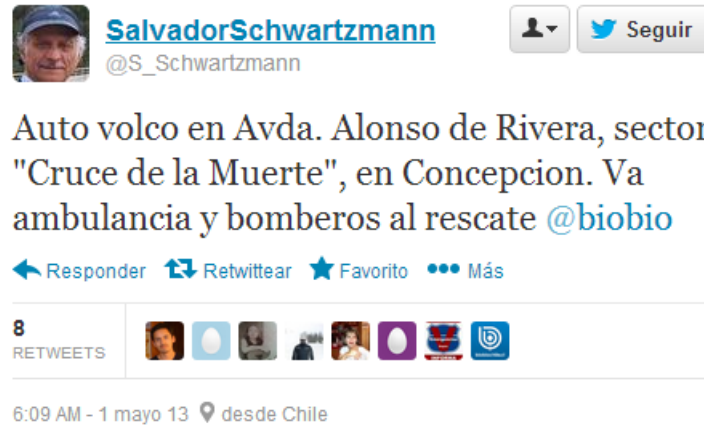 SalvadorSchwartzmann
@S_Schwartzmann
Seguir
Auto volco en Avda. Alonso de Rivera, sector
"Cruce de la Muerte", en Concepcion. Va
ambulancia y bomberos al rescate @biobio
Responder Retwittear Favorito Más
8
RETWEETS
6:09 AM - 1 mayo 13 desde Chile